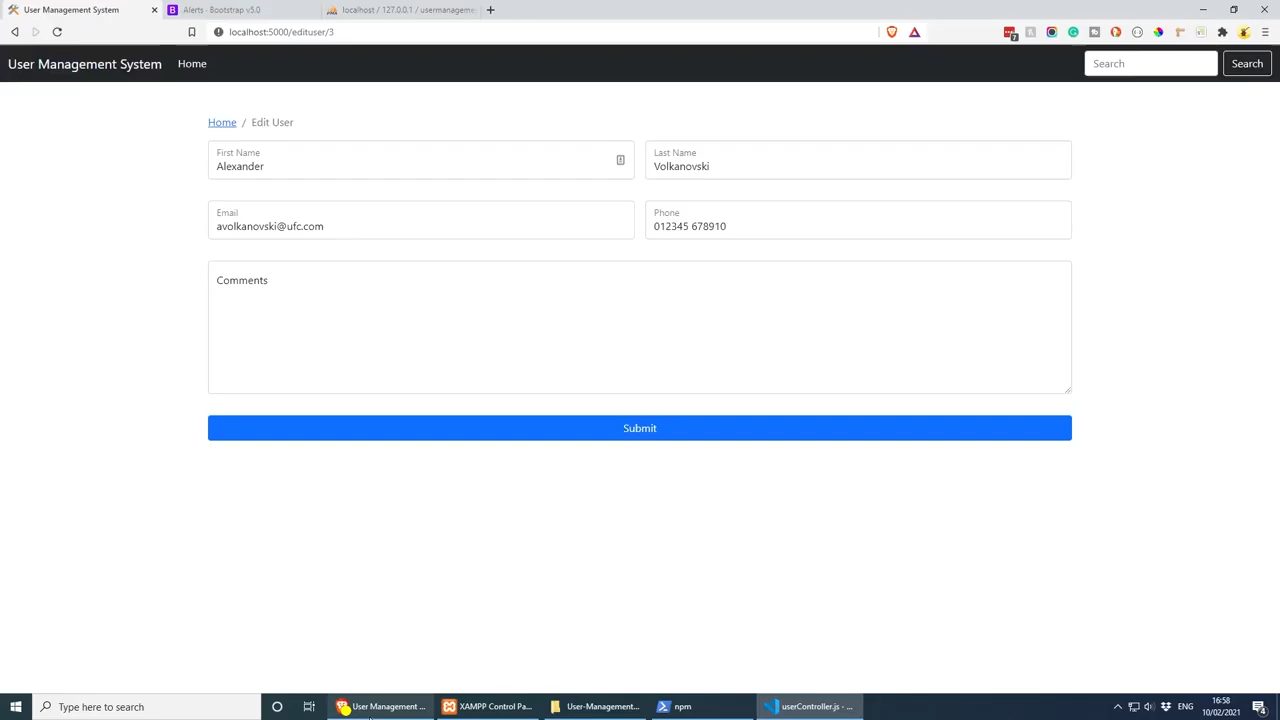 User Management System
Alerts · Bootstrap v5.0
localhost / 127.0.0.1 / usermanageme
localhost:5000/edituser/3
7
User Management System
Home
Search
Search
Home / Edit User
First Name
Alexander
Last Name
Volkanovski
Email
avolkanovski@ufc.com
Phone
012345 678910
Comments
Submit
Type here to search
User Management ...
XAMPP Control Pa...
User-Management...
npm
userController.js - ...
ENG
16:58
10/02/2021
4